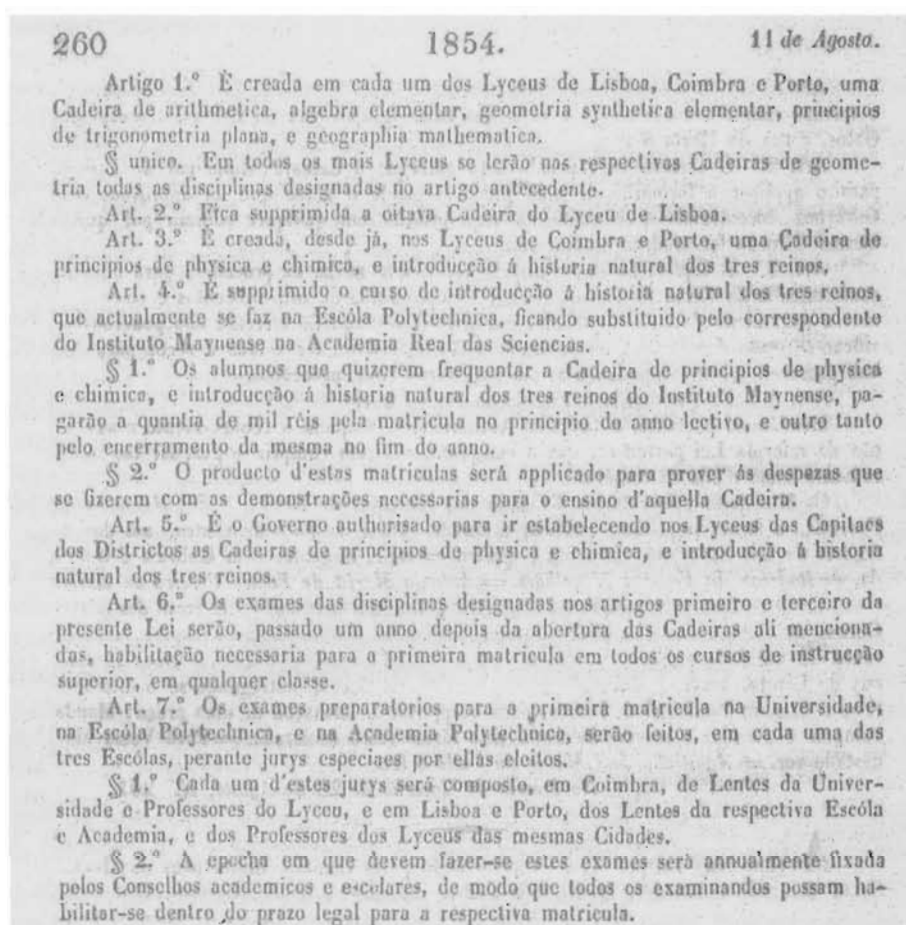 260 1854. 11 de Agosto.
Artigo 1.º É creada em cada um dos Lyceus de Lisboa, Coimbra e Porto, uma
Cadeira de arithmetica, algebra elementar, geometria synthetica elementar, principios
de trigonometria plana, e geographia mathematica.
§ unico. Em todos os mais Lyceus se lerão nas respectivas Cadeiras de geome-
tria todas as disciplinas designadas no artigo antecedente.
Art. 2.º Fica supprimida a oitava Cadeira do Lyceu de Lisboa.
Art. 3.º É creada, desde já, nos Lyceus de Coimbra e Porto, uma Cadeira de
principios de physica e chimica, e introducção á historia natural dos tres reinos.
Art. 4.º É supprimido o curso de introducção á historia natural dos tres reinos,
que actualmente se faz na Escóla Polytechnica, ficando substituido pelo correspondente
do Instituto Maynense na Academia Real das Sciencias.
§ 1.º Os alumnos que quizerem frequentar a Cadeira de principios de physica
e chimica, e introducção á historia natural dos tres reinos do Instituto Maynense, pa-
garão a quantia de mil réis pela matricula no principio do anno lectivo, e outro tanto
pelo encerramento da mesma no fim do anno.
§ 2.º O producto d'estas matriculas será applicado para prover ás despezas que
se fizerem com as demonstrações necessarias para o ensino d'aquella Cadeira.
Art. 5.º É o Governo authorisado para ir estabelecendo nos Lyceus das Capitaes
dos Districtos as Cadeiras de principios de physica e chimica, e introducção á historia
natural dos tres reinos.
Art. 6.º Os exames das disciplinas designadas nos artigos primeiro e terceiro da
presente Lei serão, passado um anno depois da abertura das Cadeiras ali menciona-
das, habilitação necessaria para a primeira matricula em todos os cursos de instrucção
superior, em qualquer classe.
Art. 7.º Os exames preparatorios para a primeira matricula na Universidade,
na Escóla Polytechnica, e na Academia Polytechnica, serão feitos, em cada uma das
tres Escólas, perante jurys especiaes por ellas eleitos.
§ 1.º Cada um d'estes jurys será composto, em Coimbra, de Lentes da Univer-
sidade e Professores do Lyceu, e em Lisboa e Porto, dos Lentes da respectiva Escóla
e Academia, e dos Professores dos Lyceus das mesmas Cidades.
§ 2.º A epocha em que devem fazer-se estes exames será annualmente fixada
pelos Conselhos academicos e escolares, de modo que todos os examinandos possam ha-
bilitar-se dentro do prazo legal para a respectiva matricula.